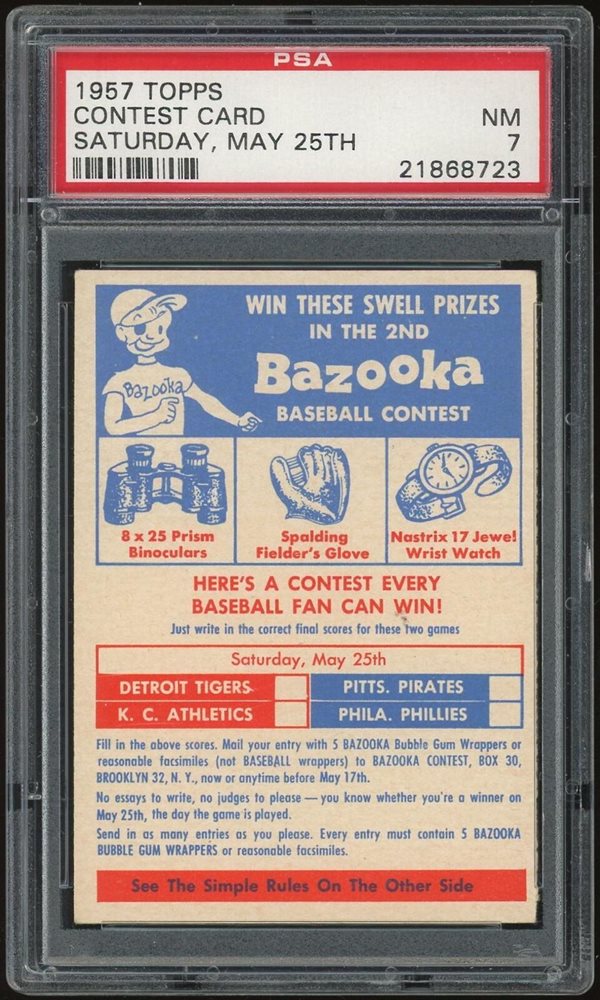 PSA
1957 TOPPS
CONTEST CARD NM
SATURDAY, MAY 25TH 7
21868723
WIN THESE SWELL PRIZES
IN THE 2ND
Bazooka
BASEBALL CONTEST
Bazooka
8 x 25 Prism
Binoculars
Spalding
Fielder's Glove
Nastrix 17 Jewel
Wrist Watch
HERE'S A CONTEST EVERY
BASEBALL FAN CAN WIN!
Just write in the correct final scores for these two games
Saturday, May 25th
DETROIT TIGERS PITTS. PIRATES
K. C. ATHLETICS PHILA. PHILLIES
Fill in the above scores. Mail your entry with 5 BAZOOKA Bubble Gum Wrappers or
reasonable facsimiles (not BASEBALL wrappers) to BAZOOKA CONTEST, BOX 30,
BROOKLYN 32, N. Y., now or anytime before May 17th.
No essays to write, no judges to please — you know whether you're a winner on
May 25th, the day the game is played.
Send in as many entries as you please. Every entry must contain 5 BAZOOKA
BUBBLE GUM WRAPPERS or reasonable facsimiles.
See The Simple Rules On The Other Side